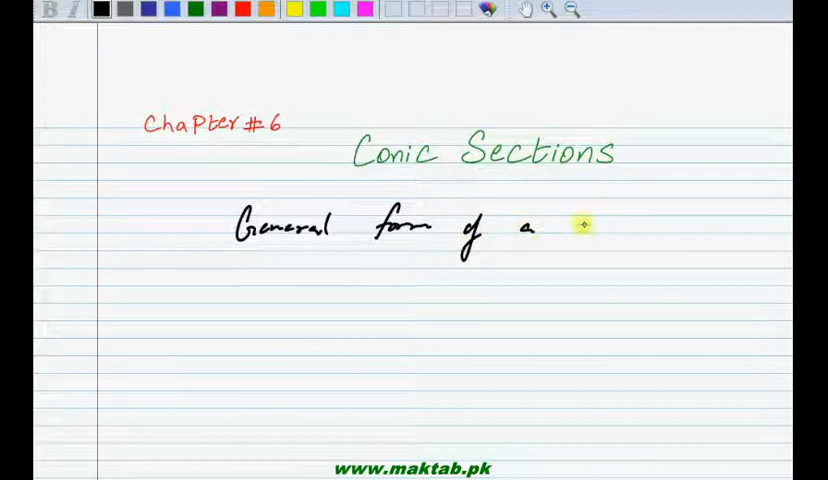 B I
Chapter # 6
Conic Sections
General form of a
www.maktab.pk